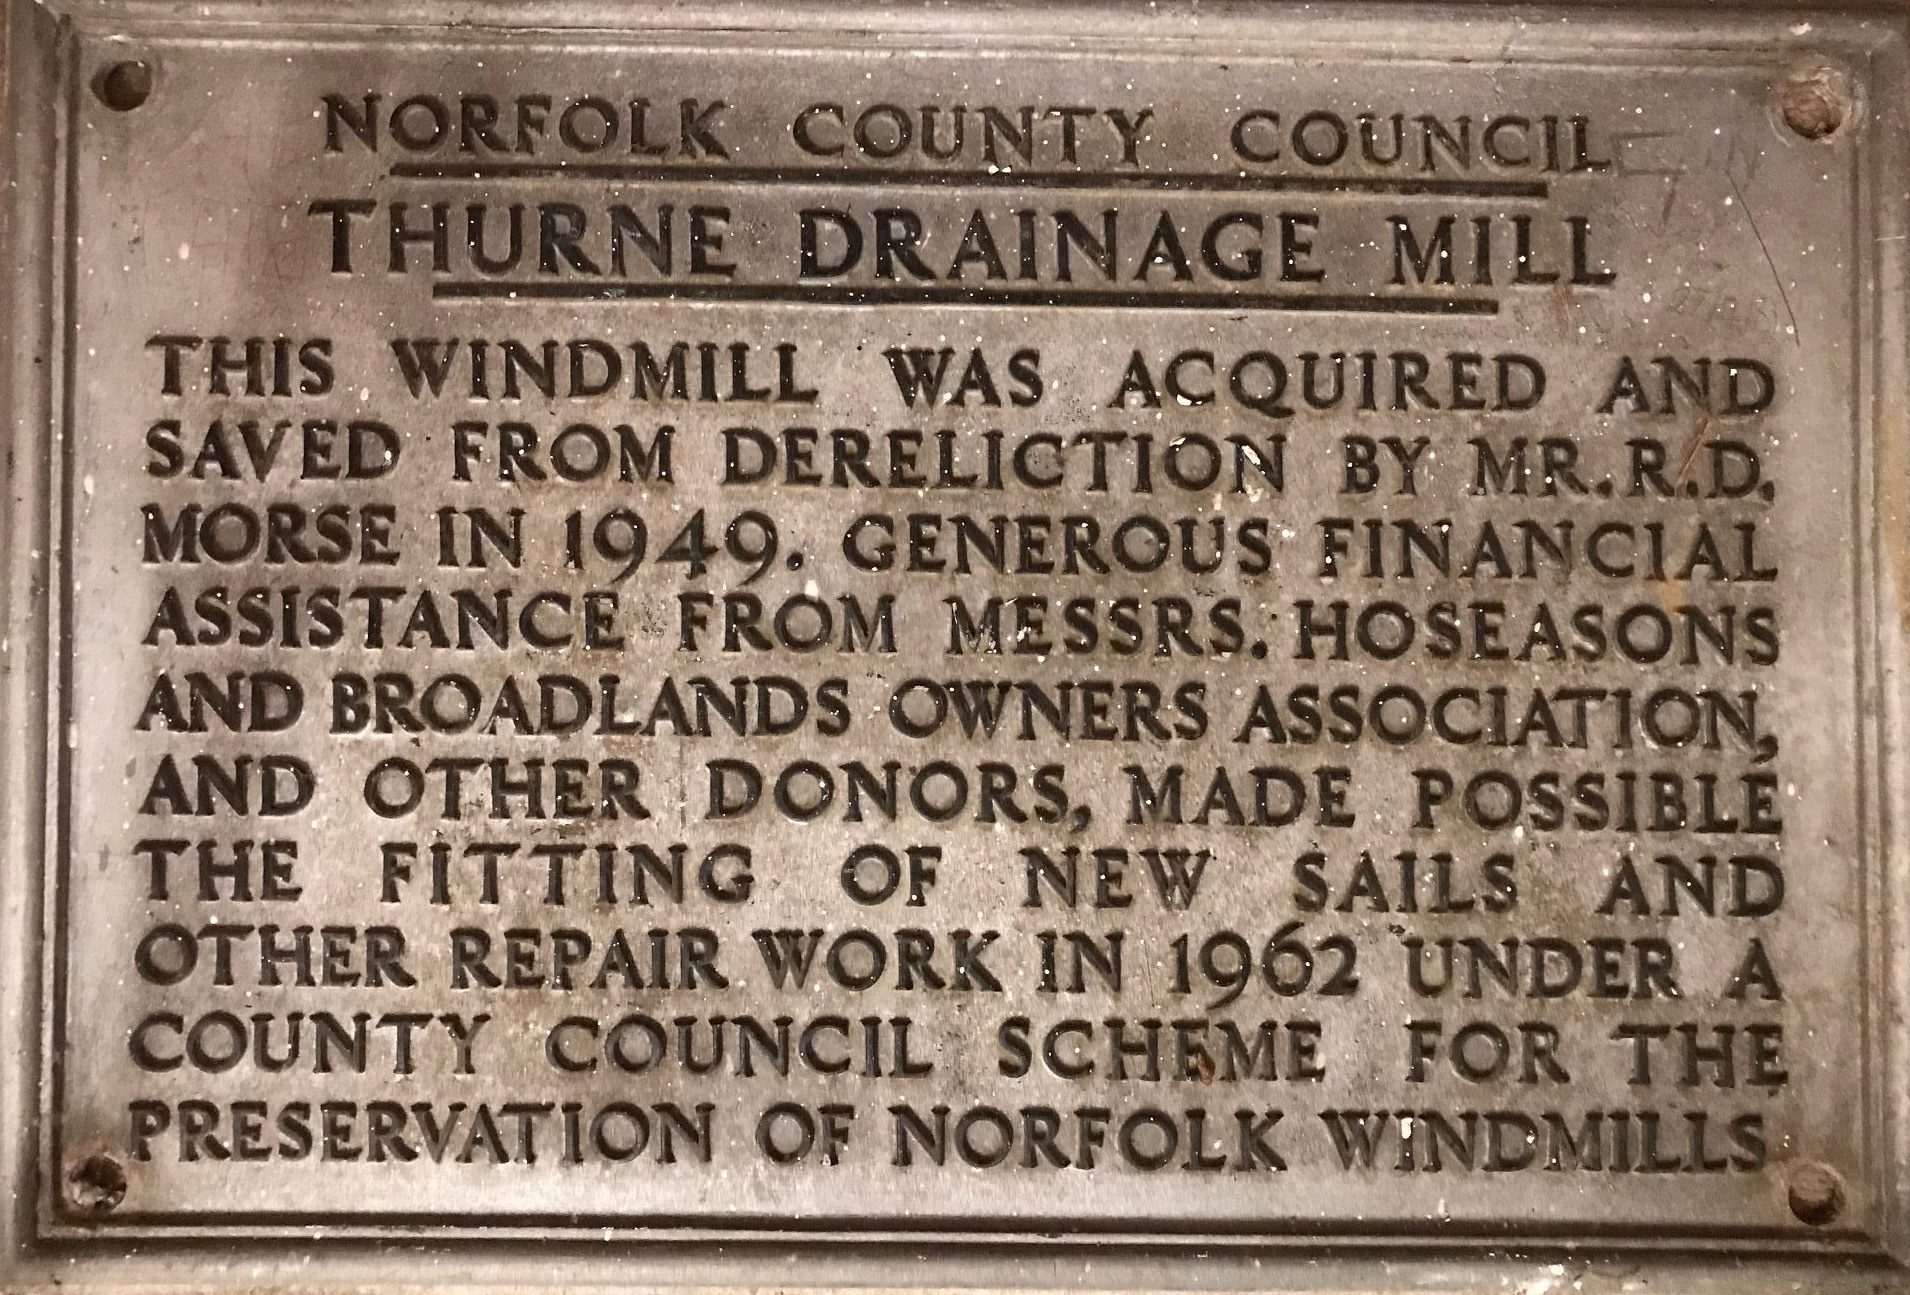 NORFOLK COUNTY COUNCIL
THURNE DRAINAGE MILL
THIS WINDMILL WAS ACQUIRED AND
SAVED FROM DERELICTION BY MR. R.D.
MORSE IN 1949. GENEROUS FINANCIAL
ASSISTANCE FROM MESSRS. HOSEASONS
AND BROADLANDS OWNERS ASSOCIATION,
AND OTHER DONORS, MADE POSSIBLE
THE FITTING OF NEW SAILS AND
OTHER REPAIR WORK IN 1962 UNDER A
COUNTY COUNCIL SCHEME FOR THE
PRESERVATION OF NORFOLK WINDMILLS